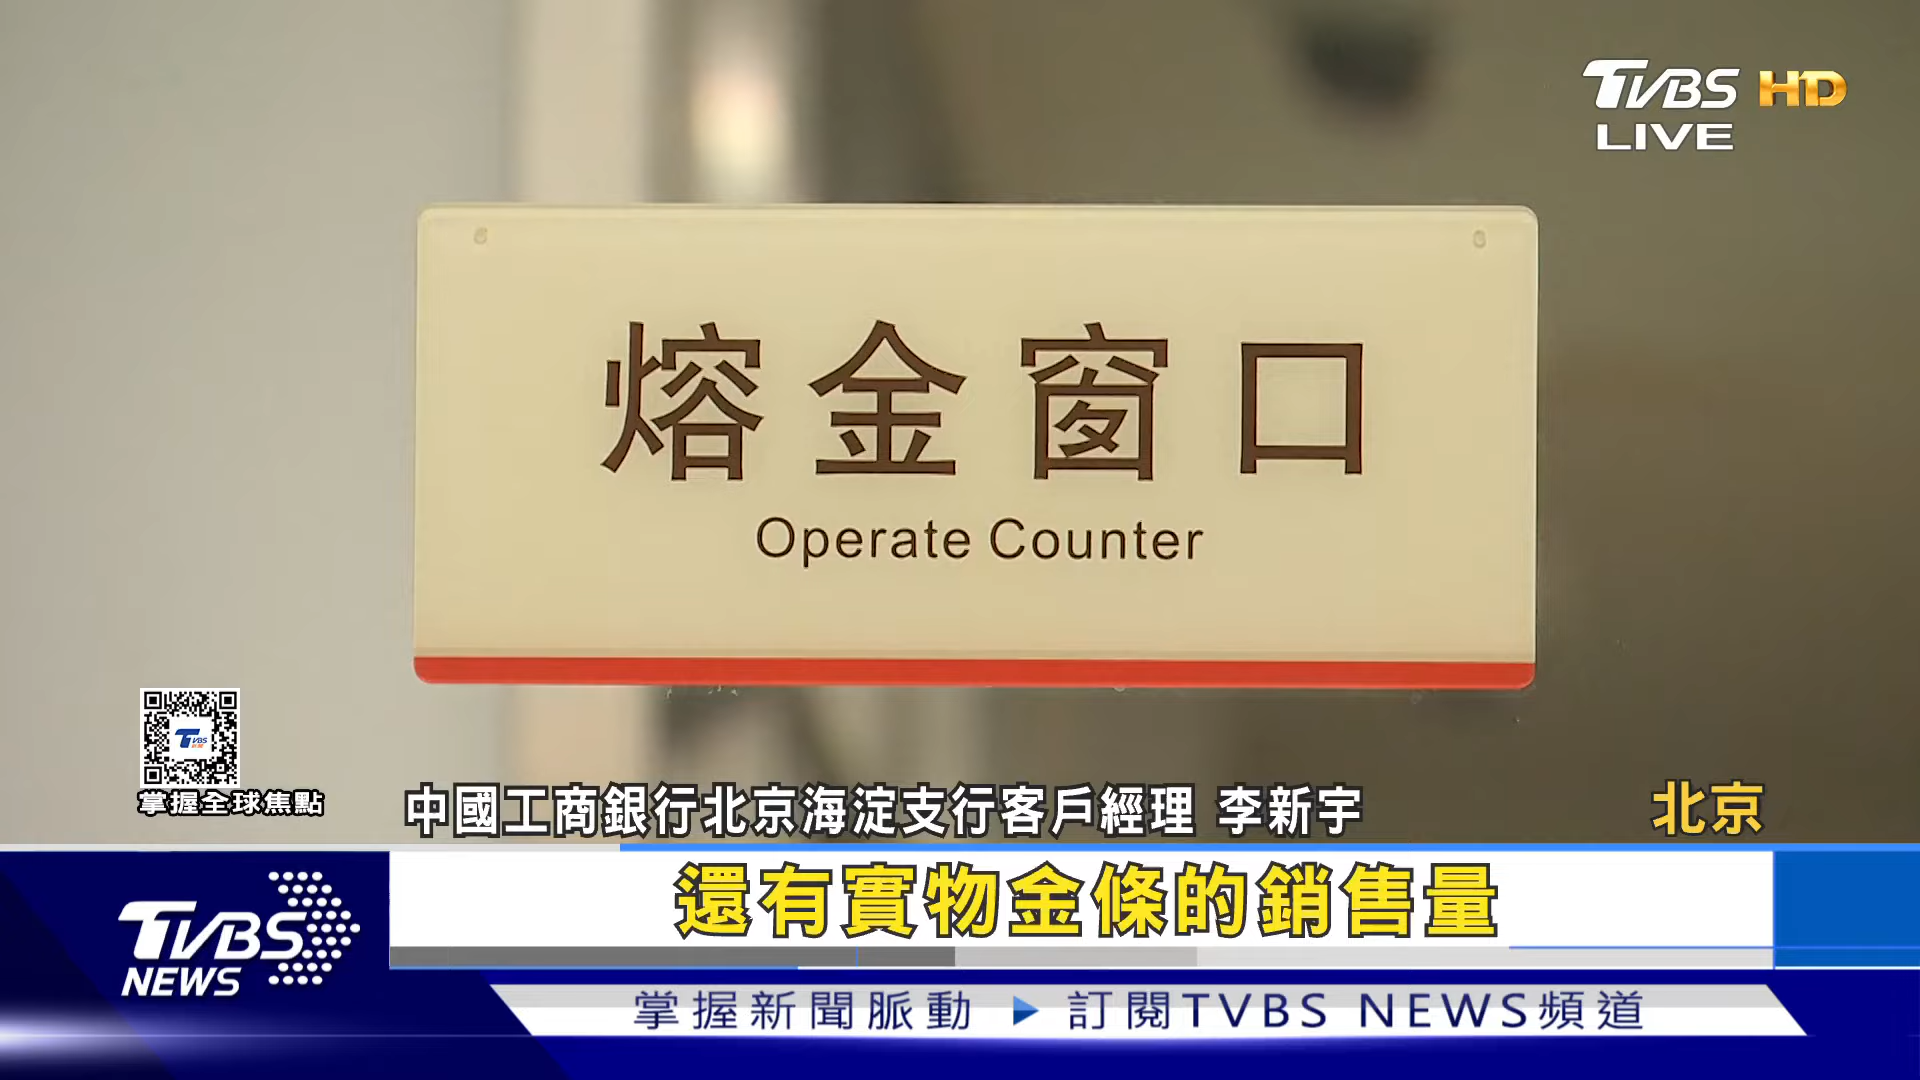 TVBS HD
LIVE
熔金窗口
Operate Counter
TVBS
掌握全球焦點
中國工商銀行北京海淀支行客戶經理 李新宇
北京
還有實物金條的銷售量
TVBS
NEWS
掌握新聞脈動 ▶ 訂閱TVBS NEWS頻道